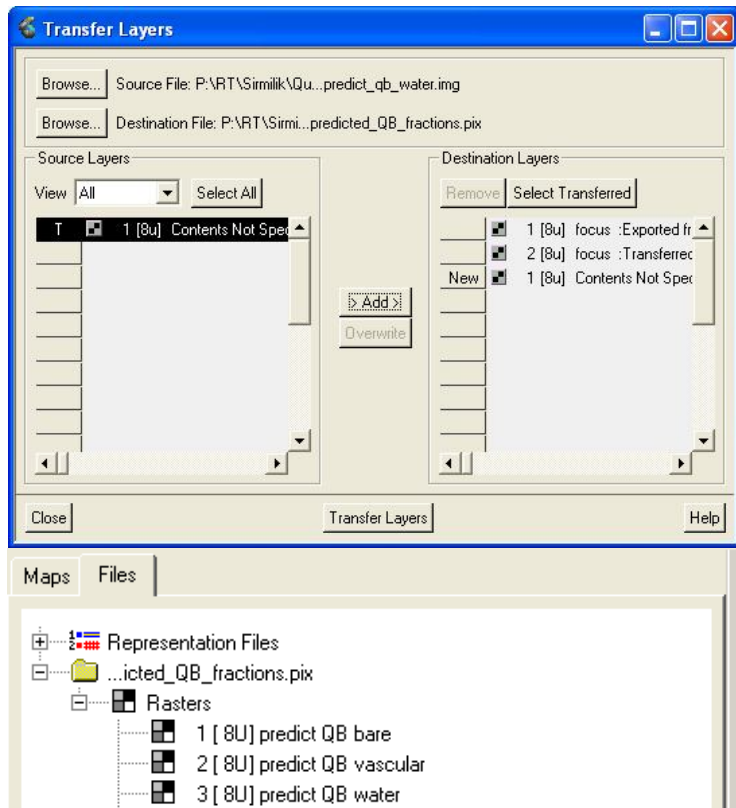 Transfer Layers
Browse... Source File: P:\RT\Sirmilik\Qu...predict_qb_water.img
Browse... Destination File: P:\RT\Sirmi...predicted_QB_fractions.pix
Source Layers
View All Select All
T 1 [8u] Contents Not Spec
> Add >
Overwrite
Destination Layers
Remove Select Transferred
1 [8u] focus :Exported fr
2 [8u] focus :Transferred
New 1 [8u] Contents Not Spec
Close Transfer Layers Help
Maps Files
Representation Files
...icted_QB_fractions.pix
Rasters
1 [ 8U] predict QB bare
2 [ 8U] predict QB vascular
3 [ 8U] predict QB water